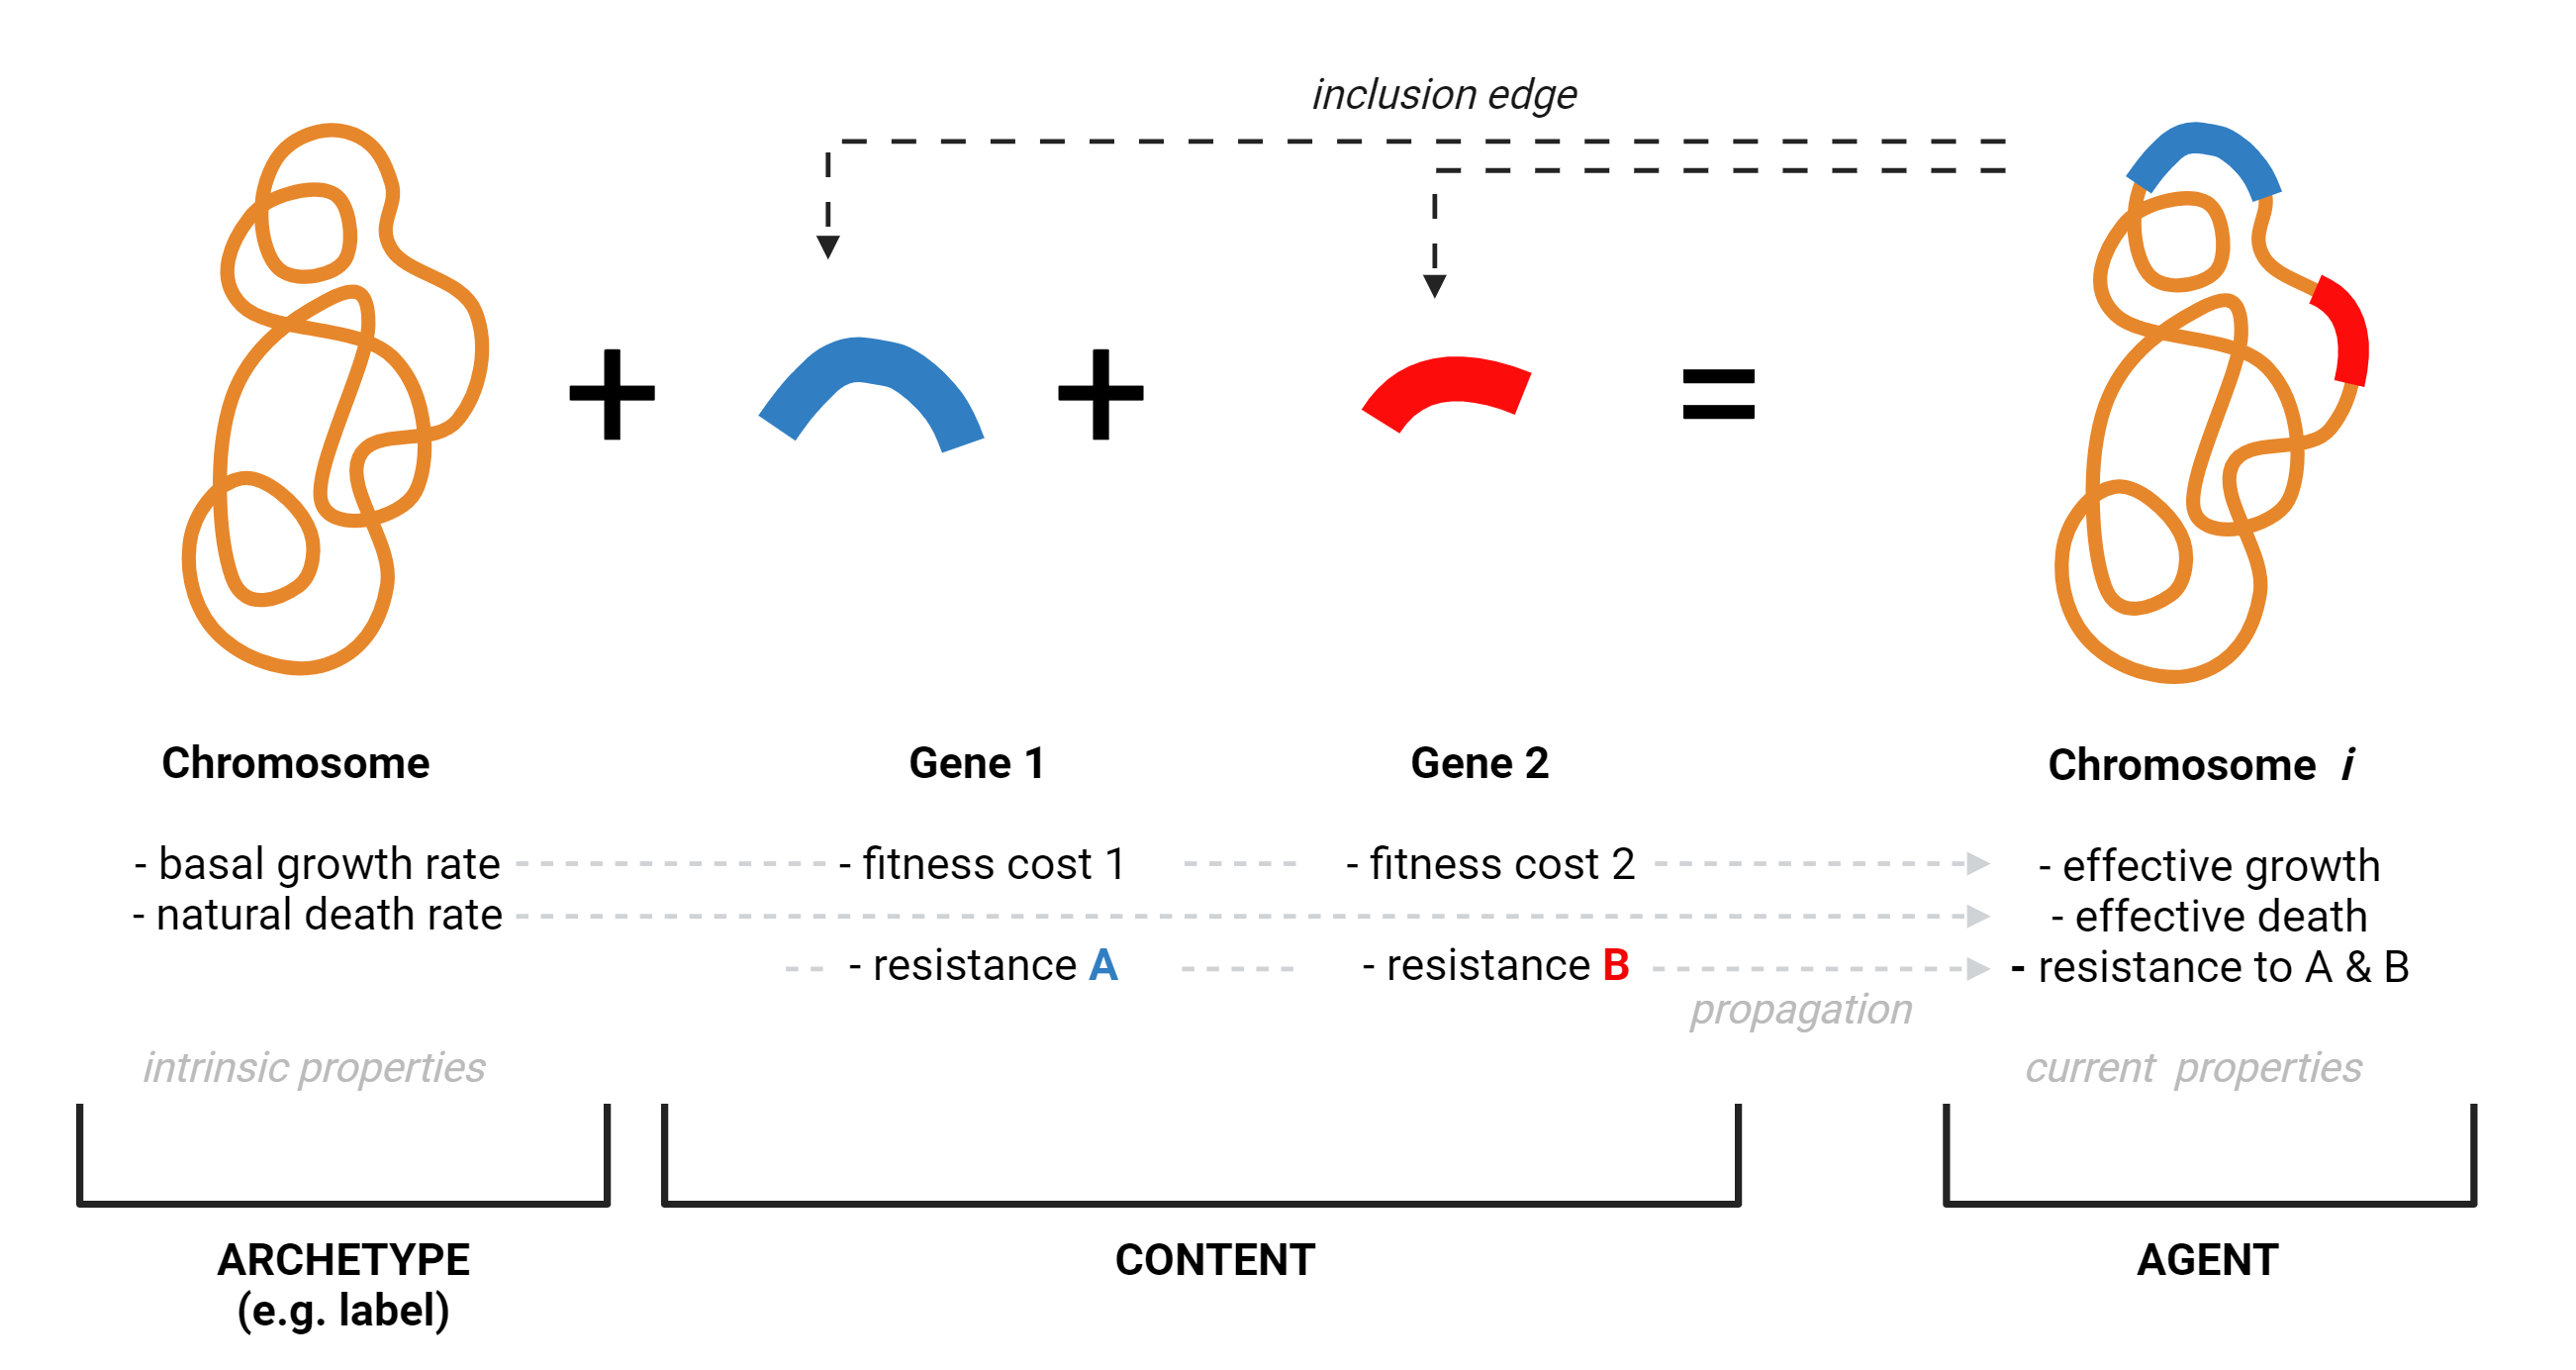 inclusion edge
+ + =
Chromosome Gene 1 Gene 2 Chromosome i
- basal growth rate - fitness cost 1 - fitness cost 2 - effective growth
- natural death rate - effective death
- resistance A - resistance B - resistance to A & B
propagation
intrinsic properties current properties
ARCHETYPE CONTENT AGENT
(e.g. label)